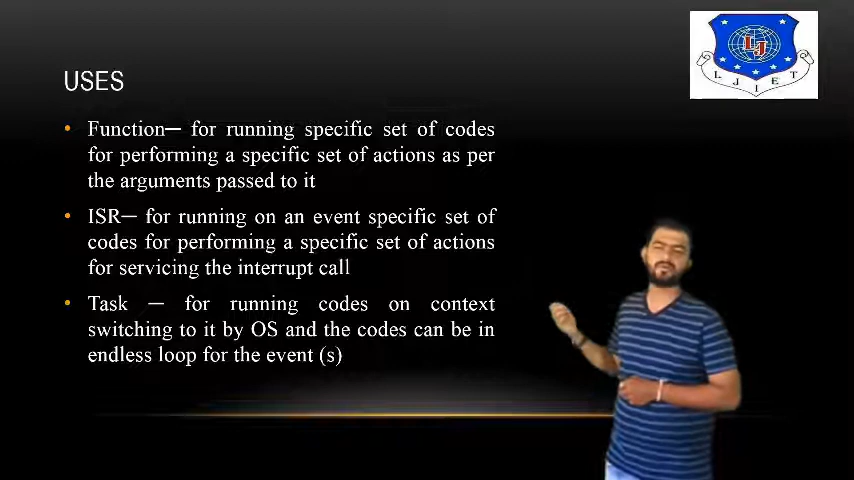 USES
• Function— for running specific set of codes
for performing a specific set of actions as per
the arguments passed to it
• ISR— for running on an event specific set of
codes for performing a specific set of actions
for servicing the interrupt call
• Task — for running codes on context
switching to it by OS and the codes can be in
endless loop for the event (s)
LJ
L J I E T